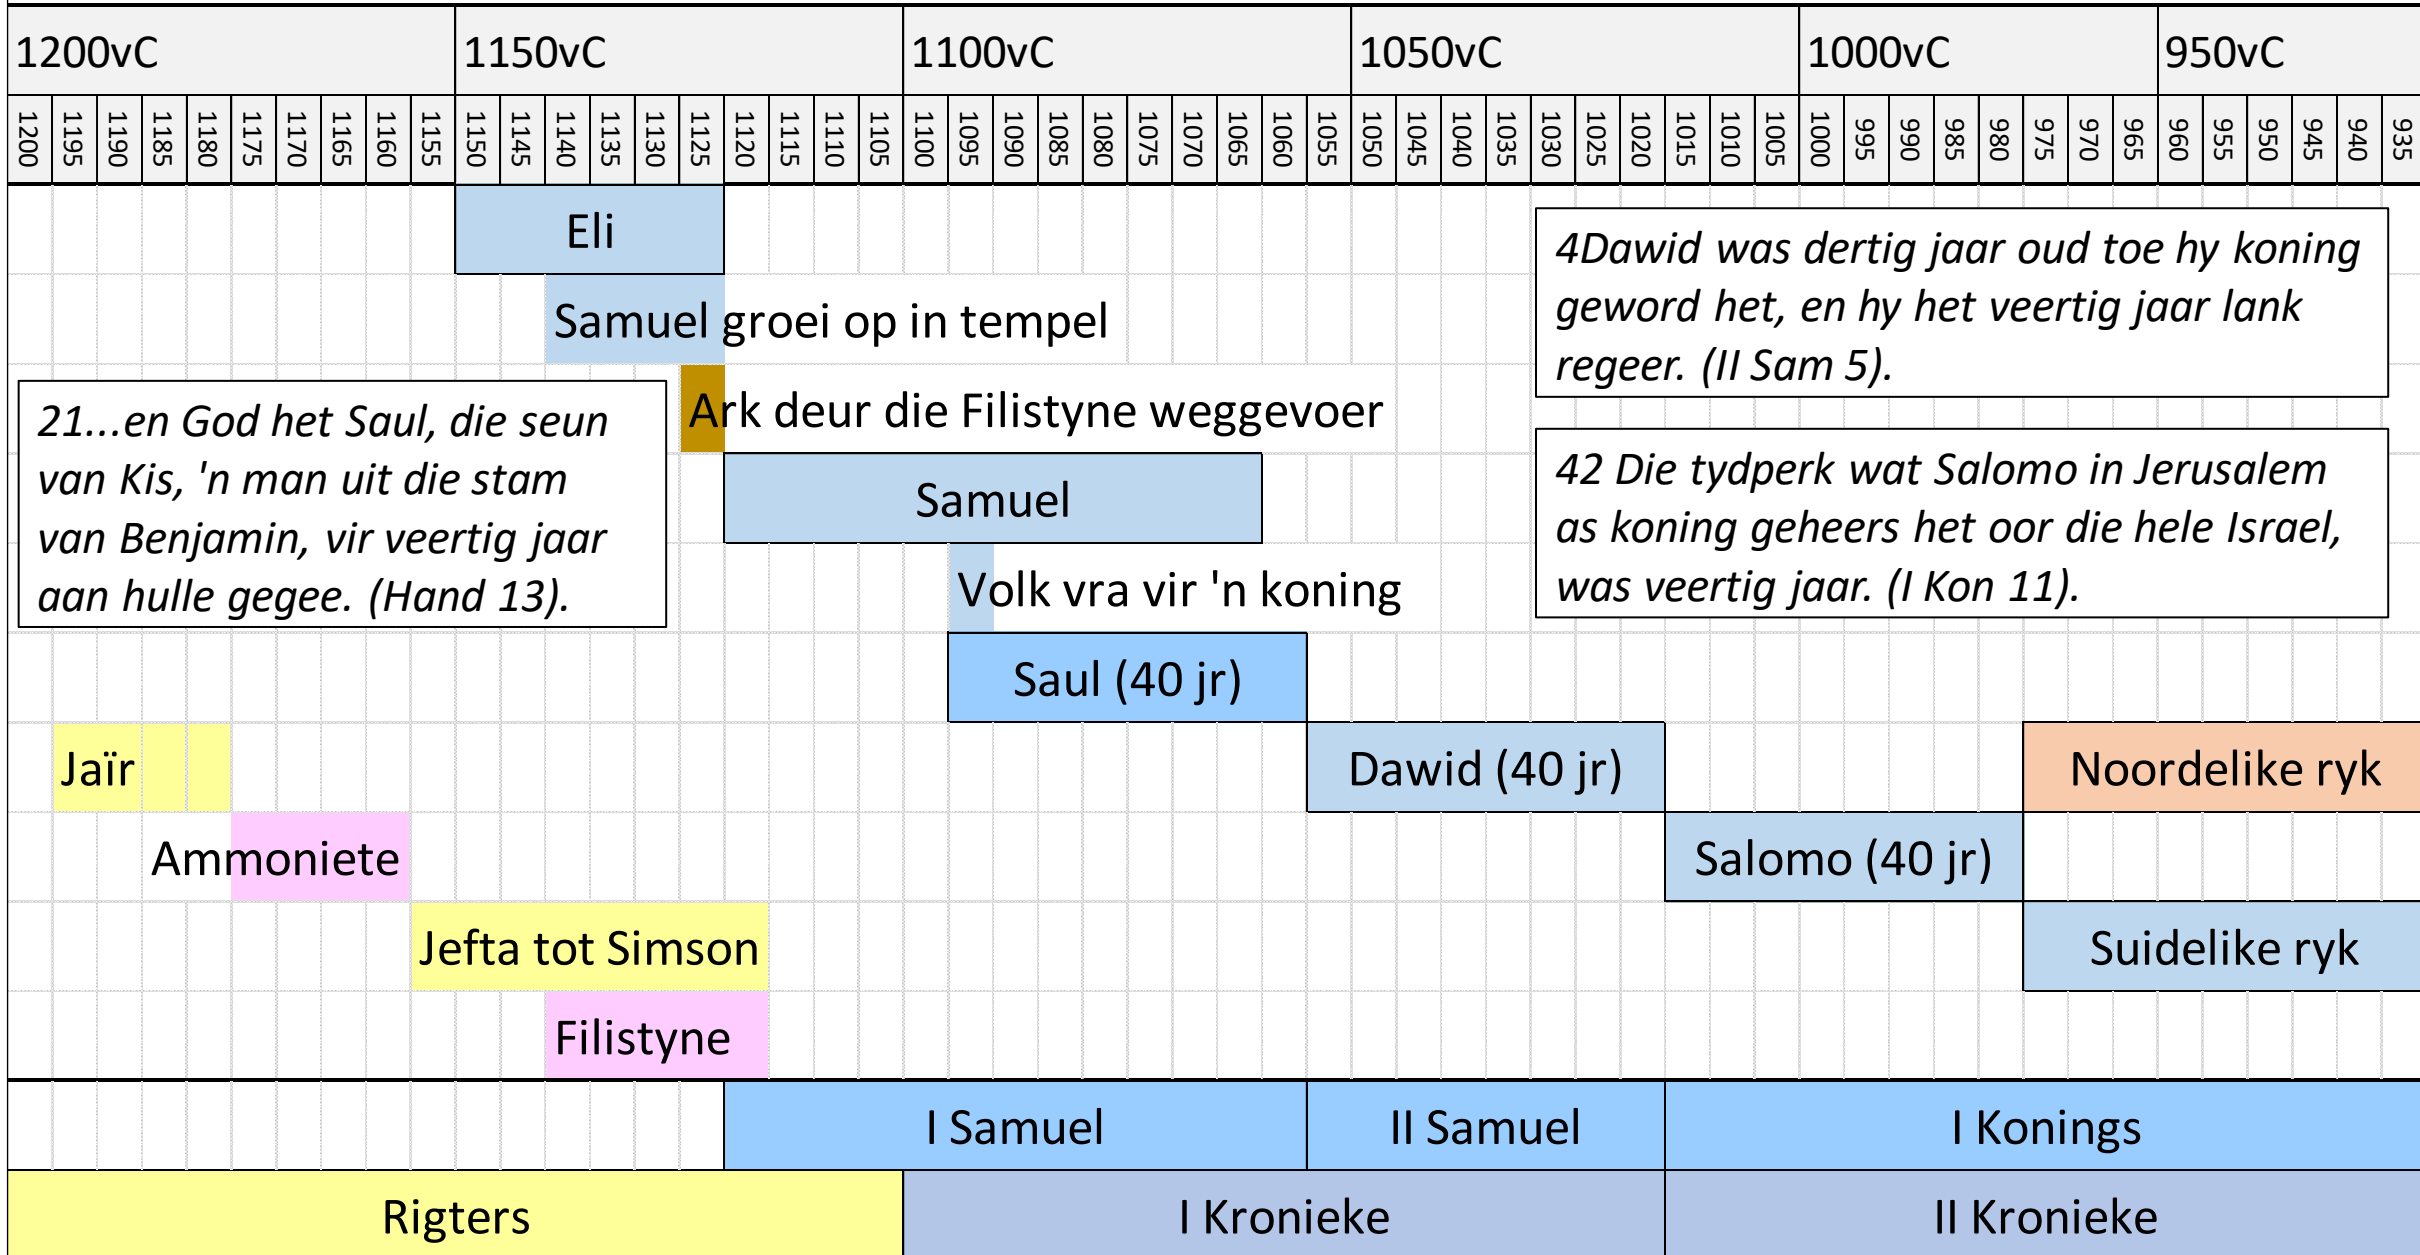 1200vC 1150vC 1100vC 1050vC 1000vC 950vC
1200 1195 1190 1185 1180 1175 1170 1165 1160 1155 1150 1145 1140 1135 1130 1125 1120 1115 1110 1105 1100 1095 1090 1085 1080 1075 1070 1065 1060 1055 1050 1045 1040 1035 1030 1025 1020 1015 1010 1005 1000 995 990 985 980 975 970 965 960 955 950 945 940 935
Eli
4Dawid was dertig jaar oud toe hy koning
geword het, en hy het veertig jaar lank
regeer. (II Sam 5).
Samuel groei op in tempel
Ark deur die Filistyne weggevoer
21...en God het Saul, die seun
van Kis, 'n man uit die stam
van Benjamin, vir veertig jaar
aan hulle gegee. (Hand 13).
42 Die tydperk wat Salomo in Jerusalem
as koning geheers het oor die hele Israel,
was veertig jaar. (I Kon 11).
Samuel
Volk vra vir 'n koning
Saul (40 jr)
Jaïr
Dawid (40 jr)
Noordelike ryk
Ammoniete
Salomo (40 jr)
Jefta tot Simson
Suidelike ryk
Filistyne
I Samuel
II Samuel
I Konings
Rigters
I Kronieke
II Kronieke